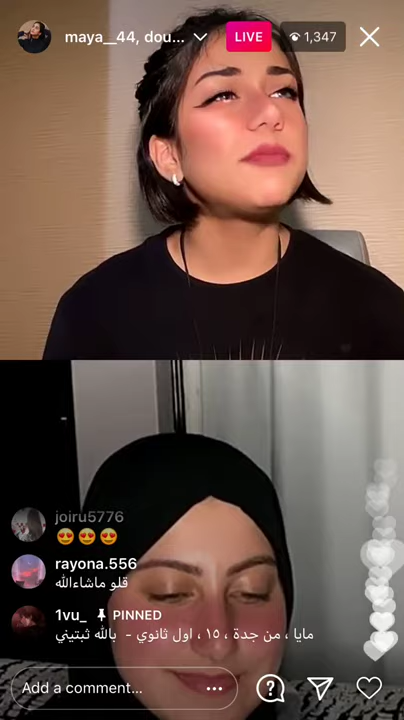 maya__44, dou...
LIVE
1,347
joiru5776
😍😍😍
rayona.556
قلو ماشاءالله
1vu_ PINNED
مايا ، من جدة ، ١٥ ، اول ثانوي - بالله ثبتيني
Add a comment...